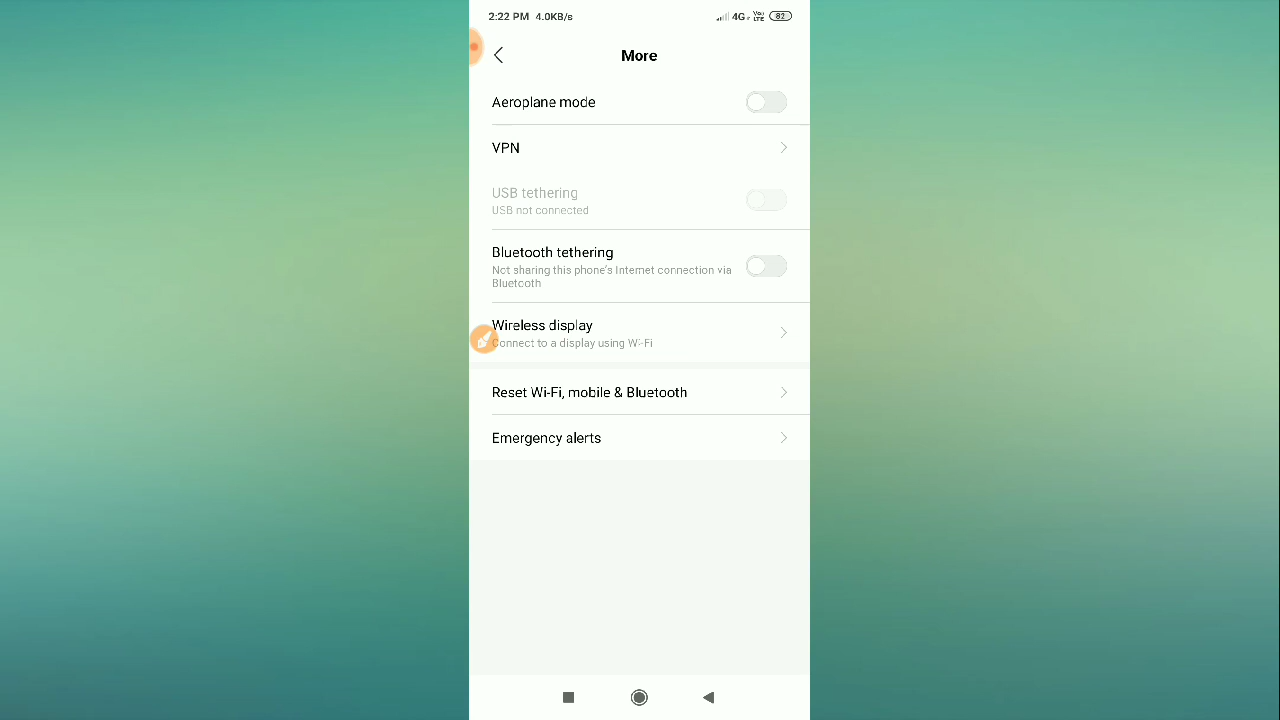 2:22 PM 4.0KB/s 4G VoLTE 82
More
Aeroplane mode
VPN
USB tethering
USB not connected
Bluetooth tethering
Not sharing this phone's Internet connection via
Bluetooth
Wireless display
Connect to a display using Wi-Fi
Reset Wi-Fi, mobile & Bluetooth
Emergency alerts